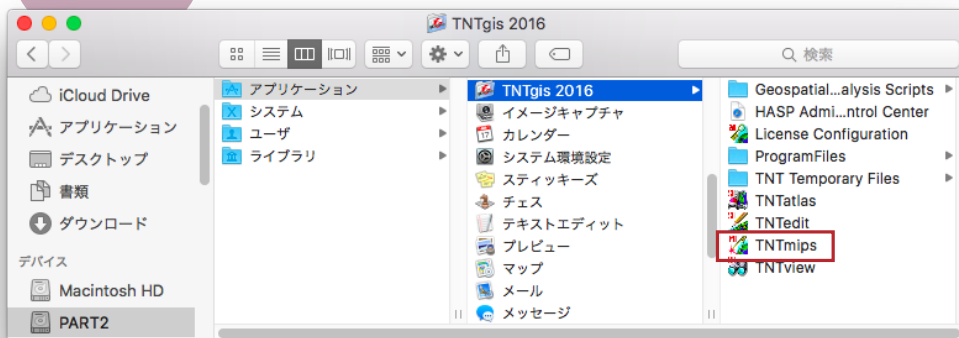 TNTgis 2016
検索
iCloud Drive
アプリケーション
デスクトップ
書類
ダウンロード
デバイス
Macintosh HD
PART2
アプリケーション
システム
ユーザ
ライブラリ
TNTgis 2016
イメージキャプチャ
カレンダー
システム環境設定
スティッキーズ
チェス
テキストエディット
プレビュー
マップ
メール
メッセージ
Geospatial...alysis Scripts
HASP Admi...ntrol Center
License Configuration
ProgramFiles
TNT Temporary Files
TNTatlas
TNTedit
TNTmips
TNTview